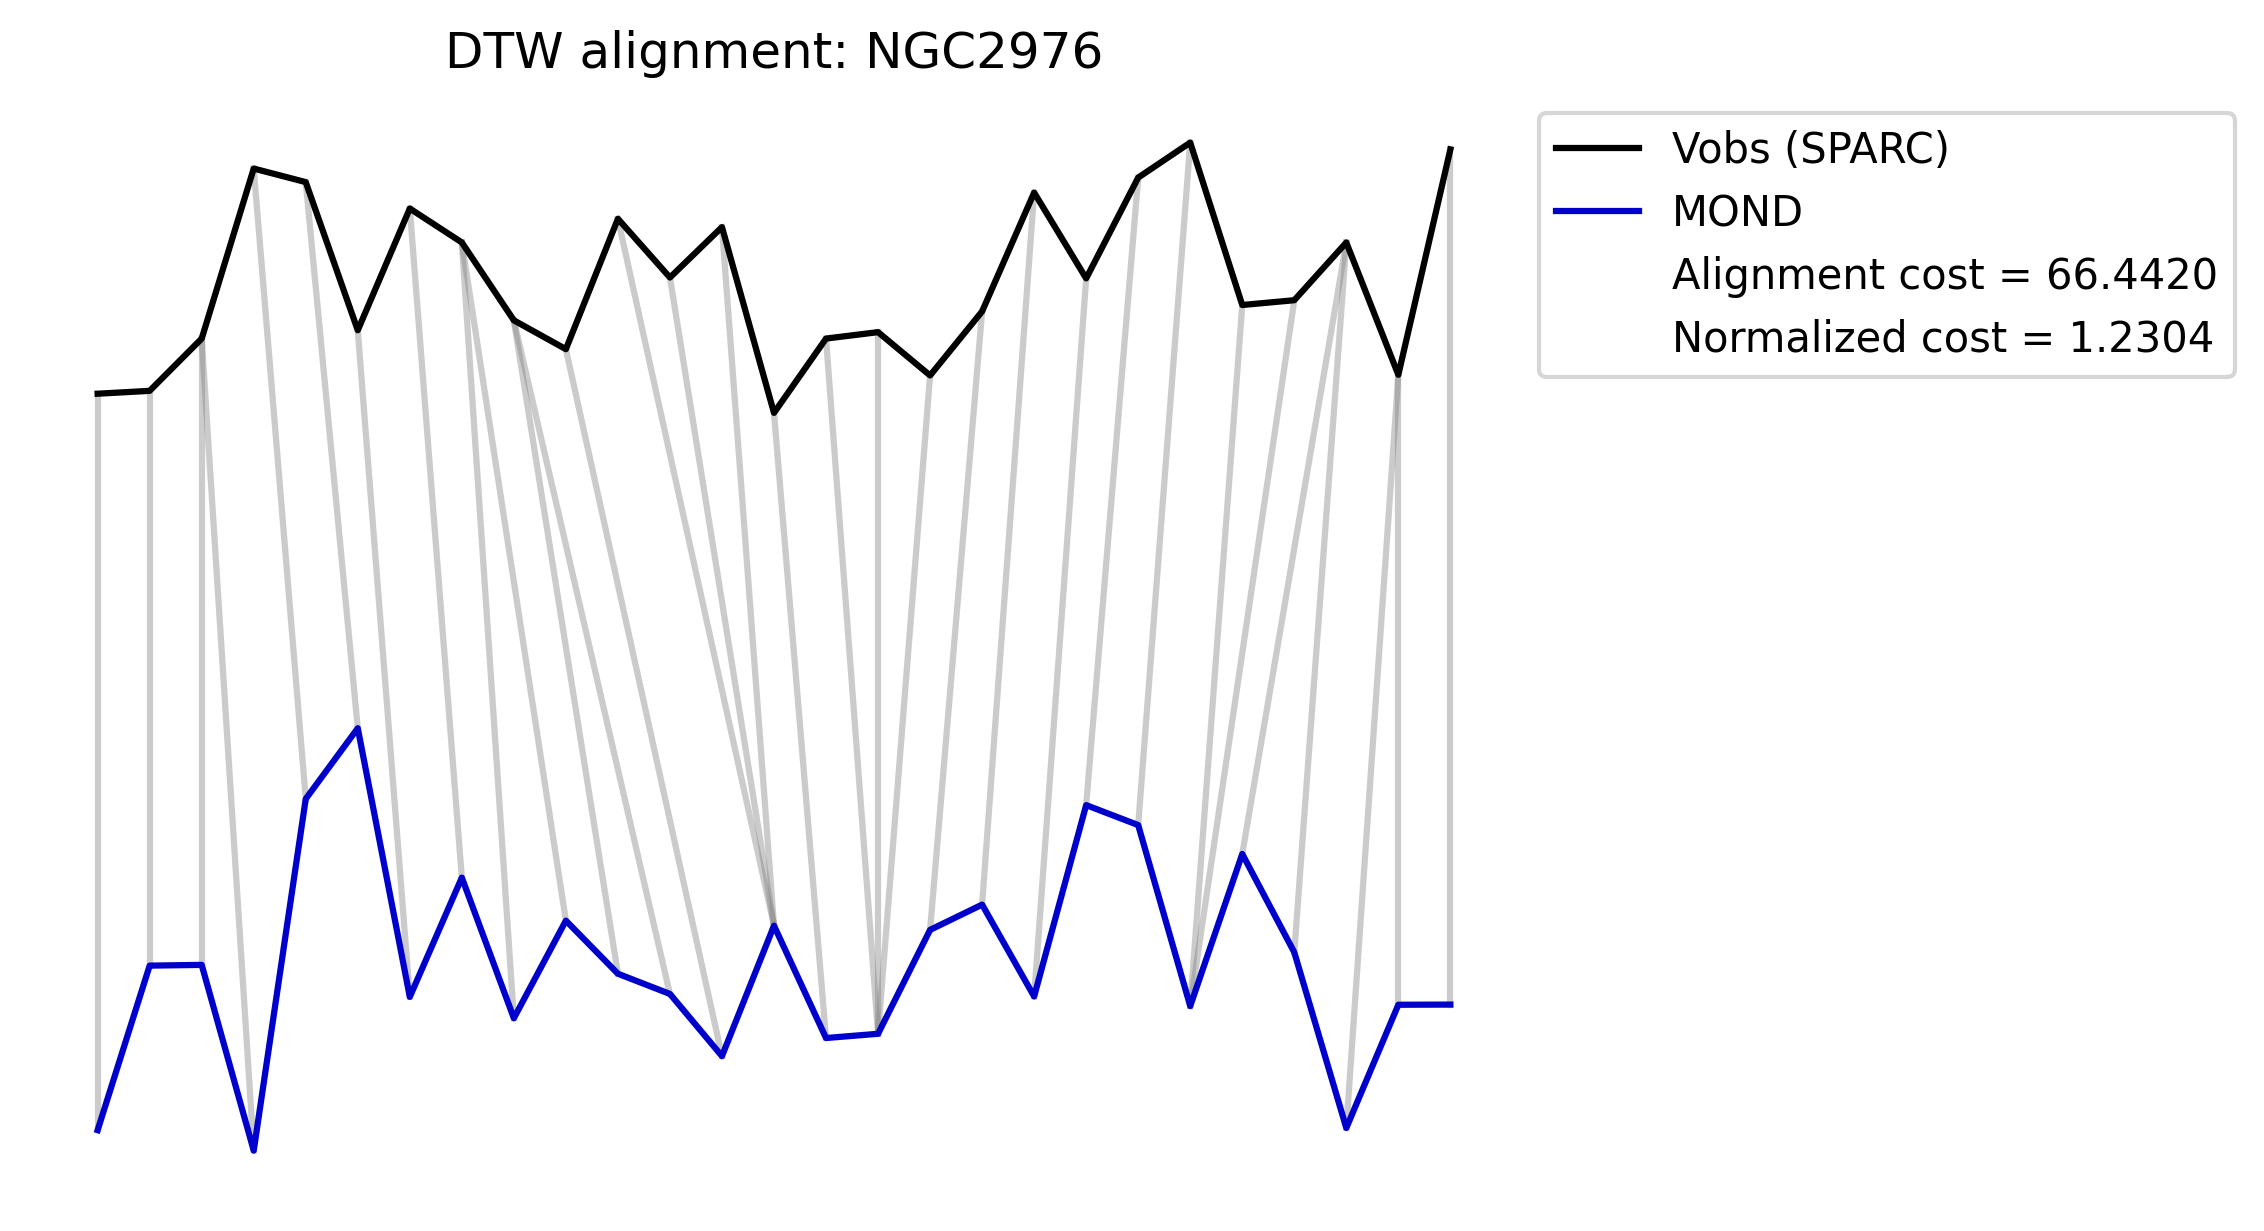 DTW alignment: NGC2976
Vobs (SPARC)
MOND
Alignment cost = 66.4420
Normalized cost = 1.2304